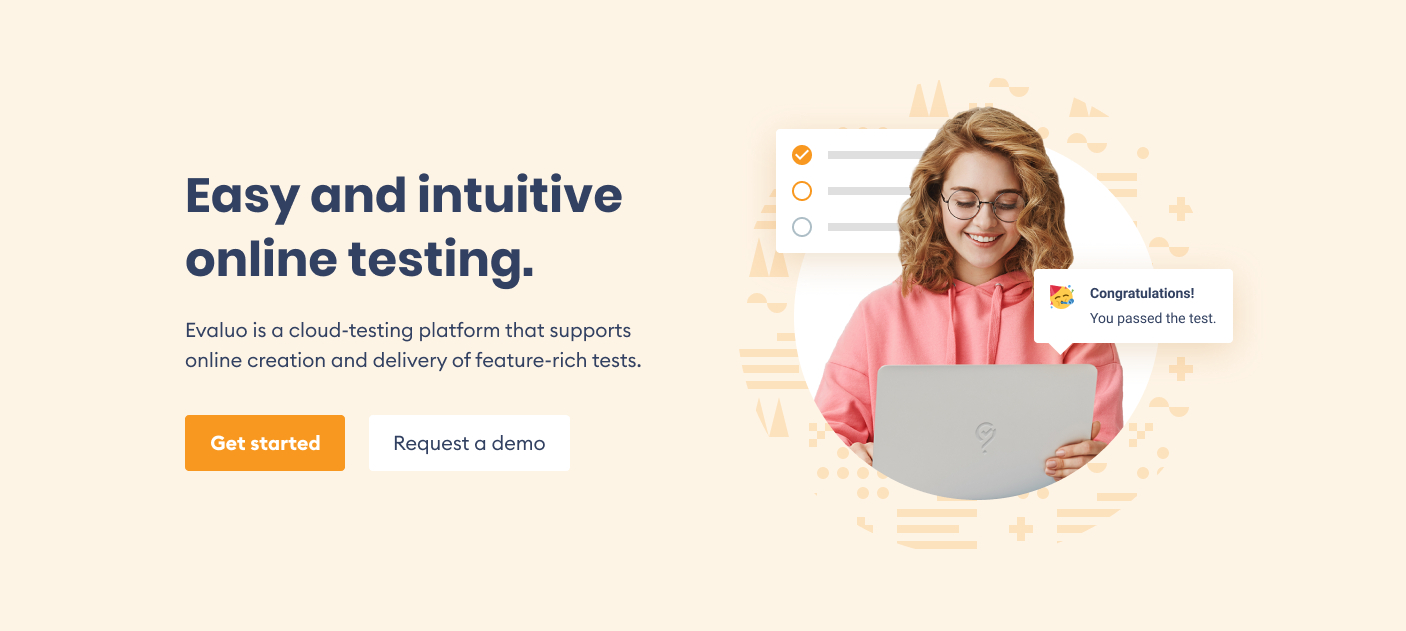 Easy and intuitive
online testing.
Evaluo is a cloud-testing platform that supports
online creation and delivery of feature-rich tests.
Get started
Request a demo
Congratulations!
You passed the test.